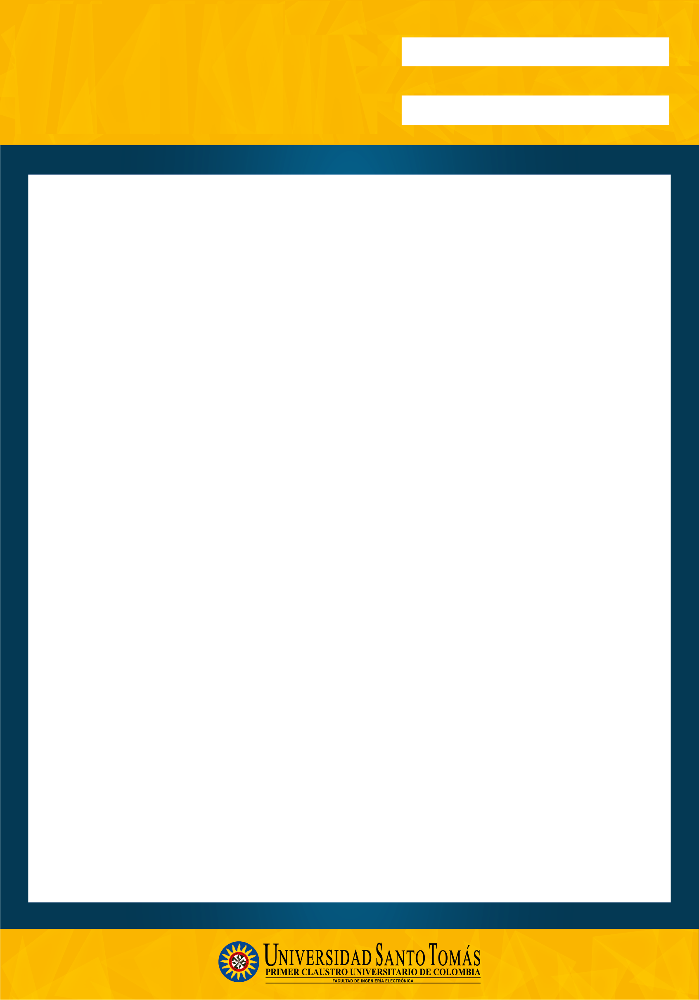 UNIVERSIDAD SANTO TOMÁS
PRIMER CLAUSTRO UNIVERSITARIO DE COLOMBIA
FACULTAD DE INGENIERÍA ELECTRÓNICA